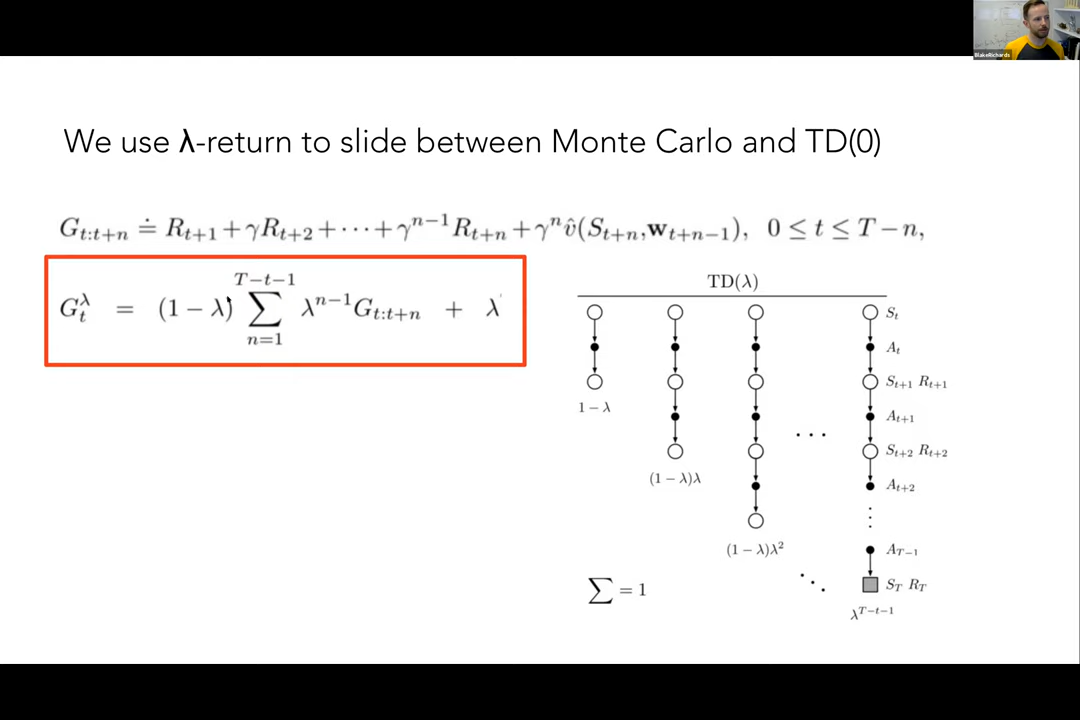 BlakeRichards
We use λ-return to slide between Monte Carlo and TD(0)
G_{t:t+n} ≐ R_{t+1} + γR_{t+2} + ··· + γ^{n−1} R_{t+n} + γ^n v̂(S_{t+n}, w_{t+n−1}), 0 ≤ t ≤ T − n,
G_t^λ = (1 − λ) ∑_{n=1}^{T−t−1} λ^{n−1} G_{t:t+n} + λ
TD(λ)
S_t
A_t
S_{t+1} R_{t+1}
1 − λ
A_{t+1}
· · ·
S_{t+2} R_{t+2}
(1 − λ)λ
A_{t+2}
(1 − λ)λ^2
A_{T−1}
∑ = 1
S_T R_T
λ^{T−t−1}